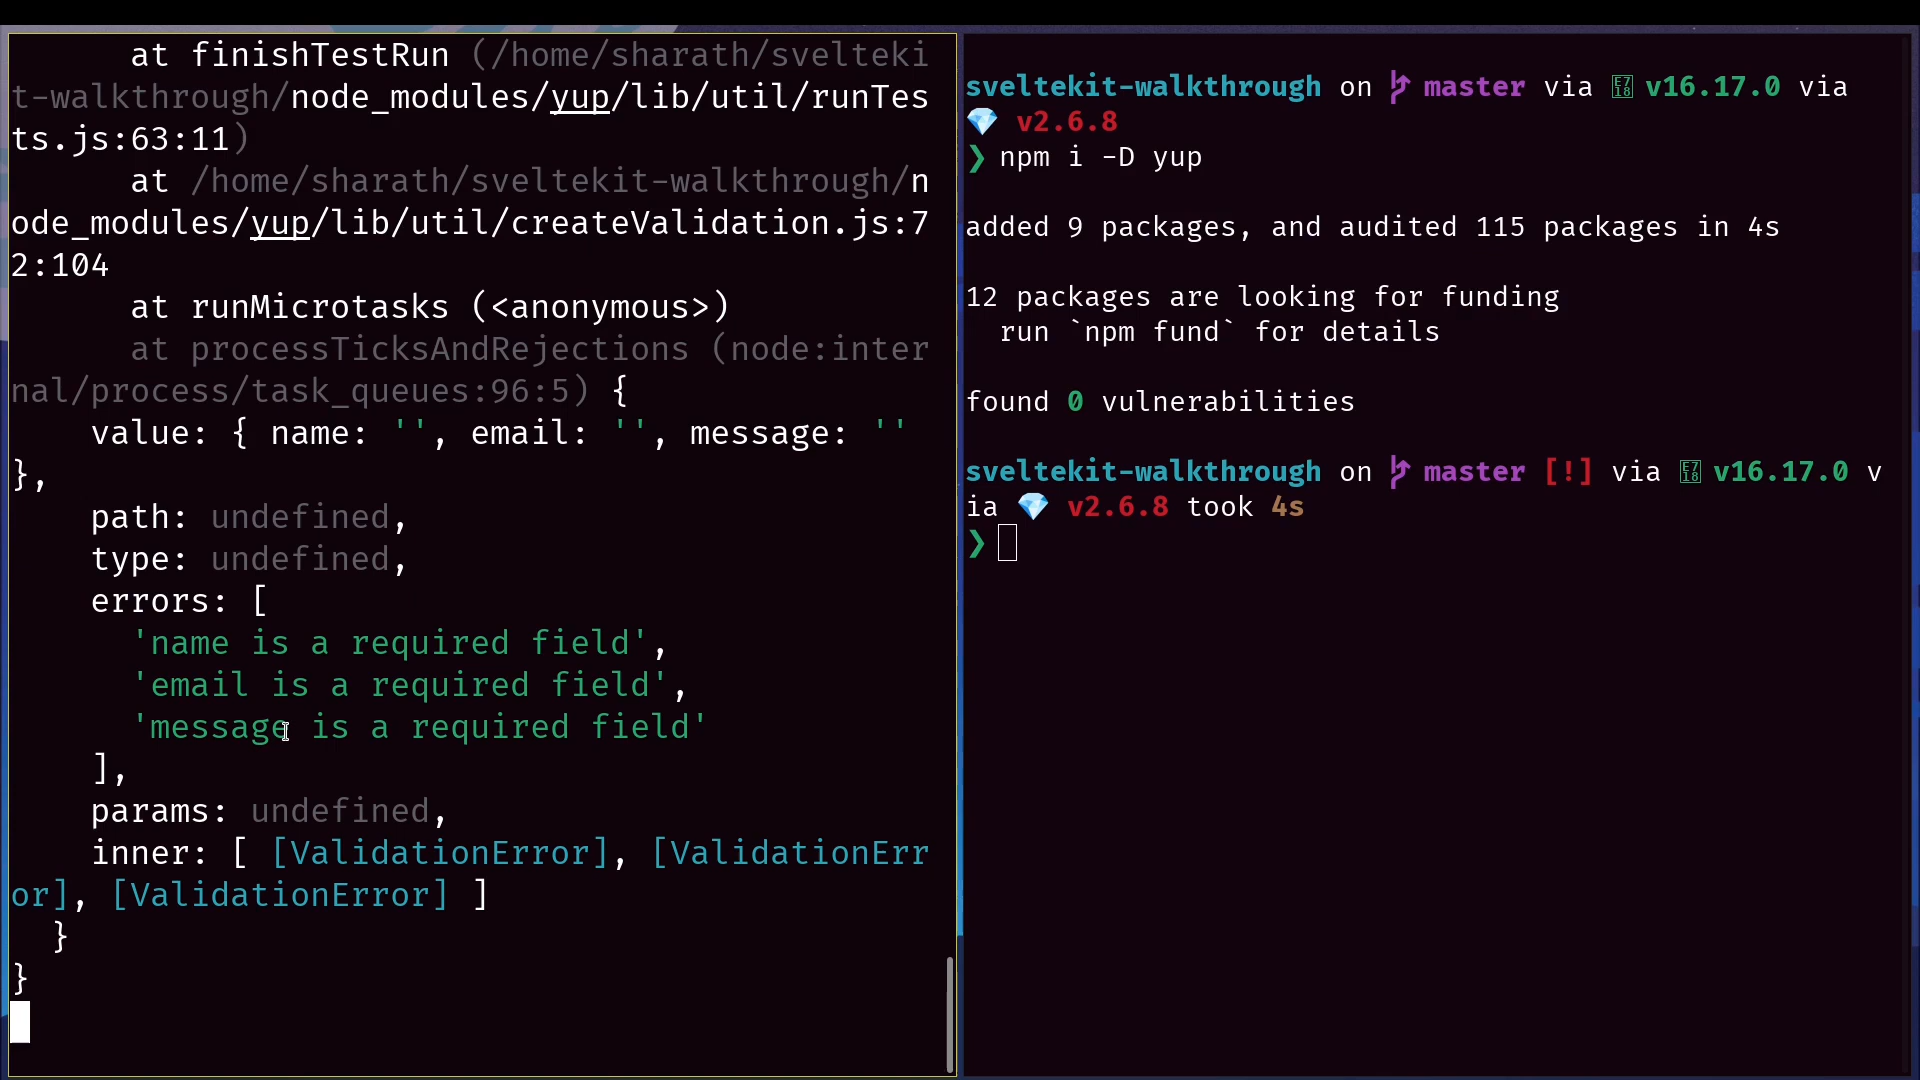 at finishTestRun (/home/sharath/svelteki
t-walkthrough/node_modules/yup/lib/util/runTes
ts.js:63:11)
at /home/sharath/sveltekit-walkthrough/n
ode_modules/yup/lib/util/createValidation.js:7
2:104
at runMicrotasks (<anonymous>)
at processTicksAndRejections (node:inter
nal/process/task_queues:96:5) {
value: { name: '', email: '', message: ''
},
path: undefined,
type: undefined,
errors: [
'name is a required field',
'email is a required field',
'message is a required field'
],
params: undefined,
inner: [ [ValidationError], [ValidationErr
or], [ValidationError] ]
}
}
sveltekit-walkthrough on master via v16.17.0 via
💎 v2.6.8
❯ npm i -D yup
added 9 packages, and audited 115 packages in 4s
12 packages are looking for funding
run `npm fund` for details
found 0 vulnerabilities
sveltekit-walkthrough on master [!] via v16.17.0 v
ia 💎 v2.6.8 took 4s
❯